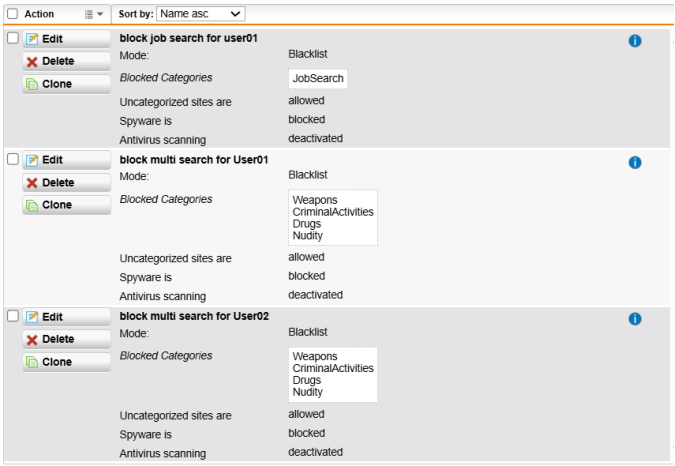 Action Sort by: Name asc
Edit block job search for user01
Mode: Blacklist
Delete
Blocked Categories JobSearch
Clone
Uncategorized sites are allowed
Spyware is blocked
Antivirus scanning deactivated
Edit block multi search for User01
Mode: Blacklist
Delete
Blocked Categories Weapons
Clone CriminalActivities
Drugs
Nudity
Uncategorized sites are allowed
Spyware is blocked
Antivirus scanning deactivated
Edit block multi search for User02
Mode: Blacklist
Delete
Blocked Categories Weapons
Clone CriminalActivities
Drugs
Nudity
Uncategorized sites are allowed
Spyware is blocked
Antivirus scanning deactivated